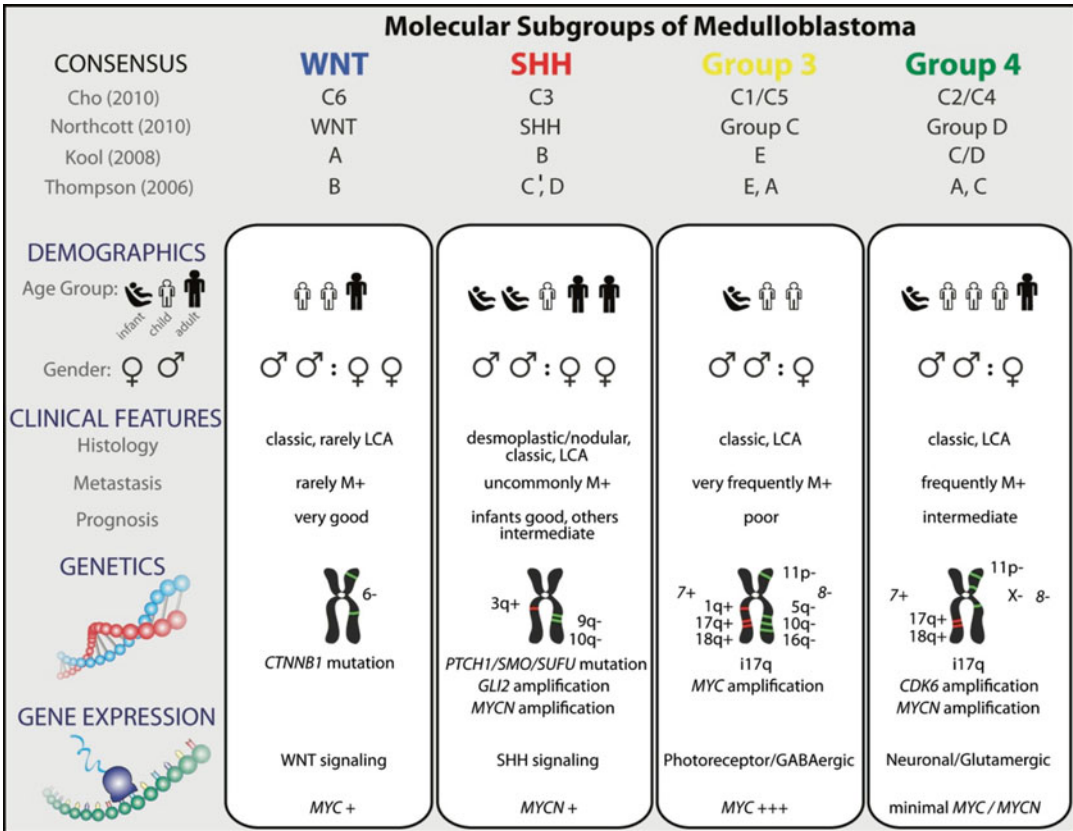 Molecular Subgroups of Medulloblastoma
CONSENSUS WNT SHH Group 3 Group 4
Cho (2010) C6 C3 C1/C5 C2/C4
Northcott (2010) WNT SHH Group C Group D
Kool (2008) A B E C/D
Thompson (2006) B C¦, D E, A A, C
DEMOGRAPHICS
Age Group:
infant child adult
Gender: ♀ ♂ ♂ ♂ : ♀ ♀ ♂ ♂ : ♀ ♀ ♂ ♂ : ♀ ♂ ♂ : ♀
CLINICAL FEATURES
Histology classic, rarely LCA desmoplastic/nodular, classic, LCA classic, LCA
classic, LCA
Metastasis rarely M+ uncommonly M+ very frequently M+ frequently M+
Prognosis very good infants good, others poor intermediate
intermediate
GENETICS
6-
3q+
9q-
10q-
7+ 11p- 8-
1q+ 5q-
17q+ 10q-
18q+ 16q-
7+ 11p-
X- 8-
17q+
18q+
CTNNB1 mutation PTCH1/SMO/SUFU mutation i17q i17q
GLI2 amplification MYC amplification CDK6 amplification
MYCN amplification MYCN amplification
GENE EXPRESSION
WNT signaling SHH signaling Photoreceptor/GABAergic Neuronal/Glutamergic
MYC + MYCN + MYC +++ minimal MYC / MYCN